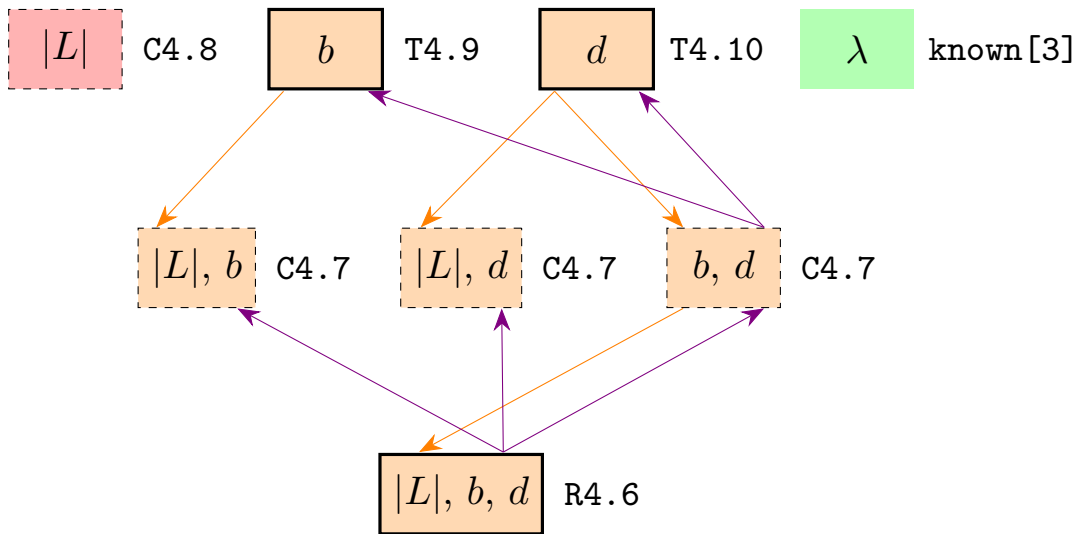 |L| C4.8 b T4.9 d T4.10 λ known[3]
|L|, b C4.7 |L|, d C4.7 b, d C4.7
|L|, b, d R4.6